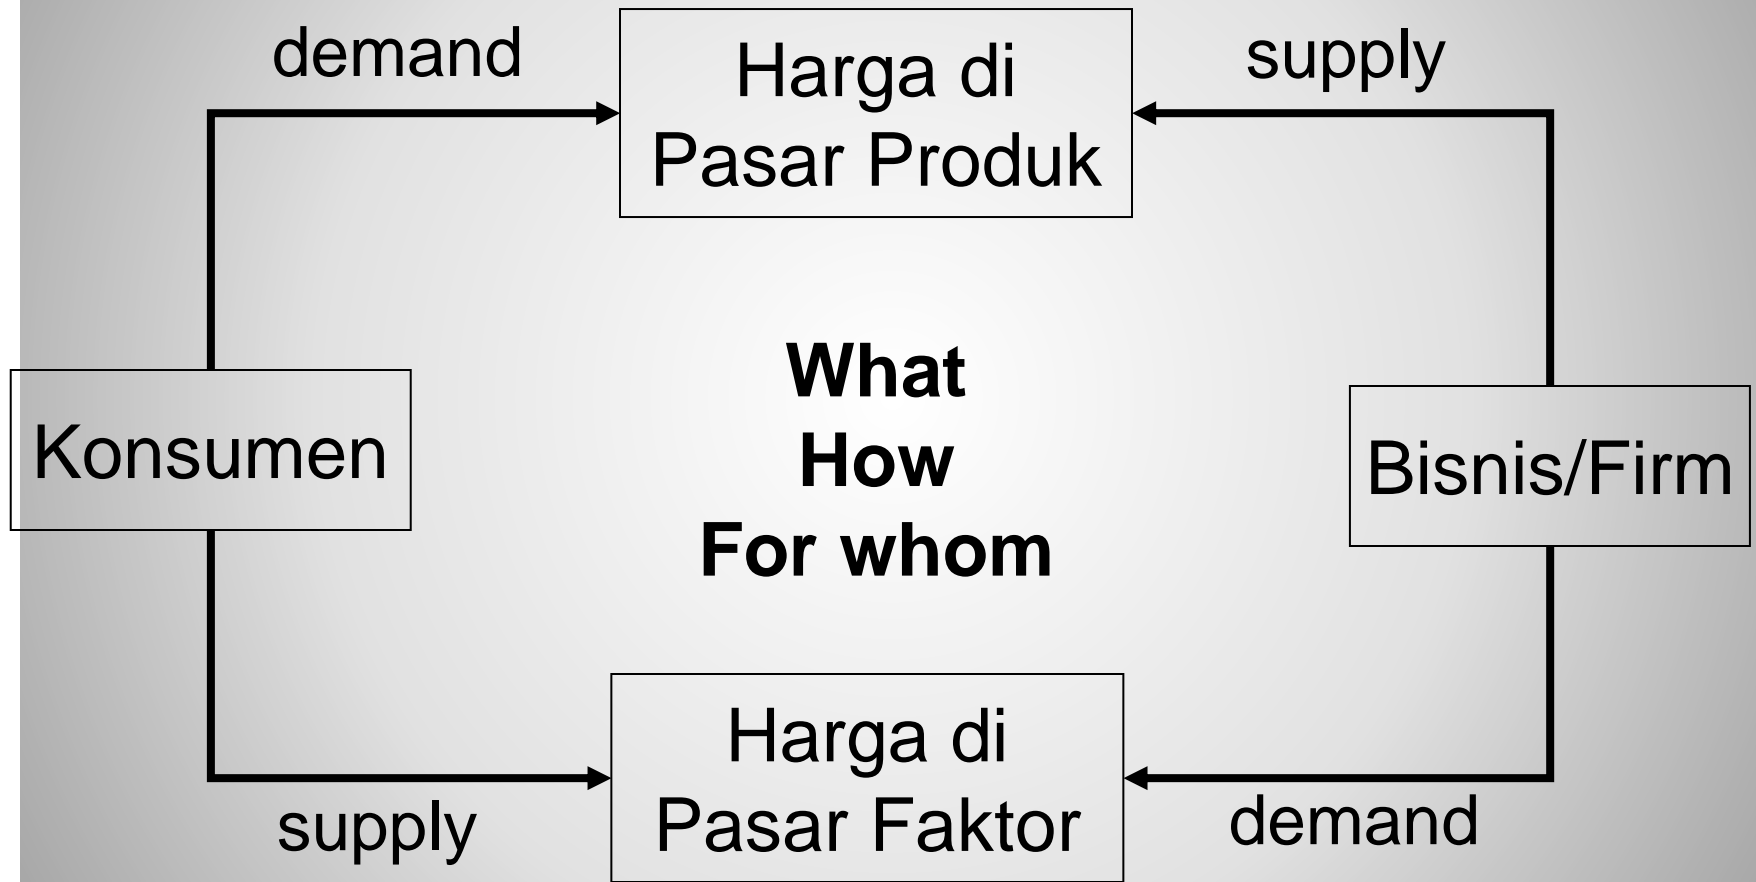 demand
Harga di
Pasar Produk
supply
What
How
For whom
Konsumen
Bisnis/Firm
Harga di
Pasar Faktor
supply
demand